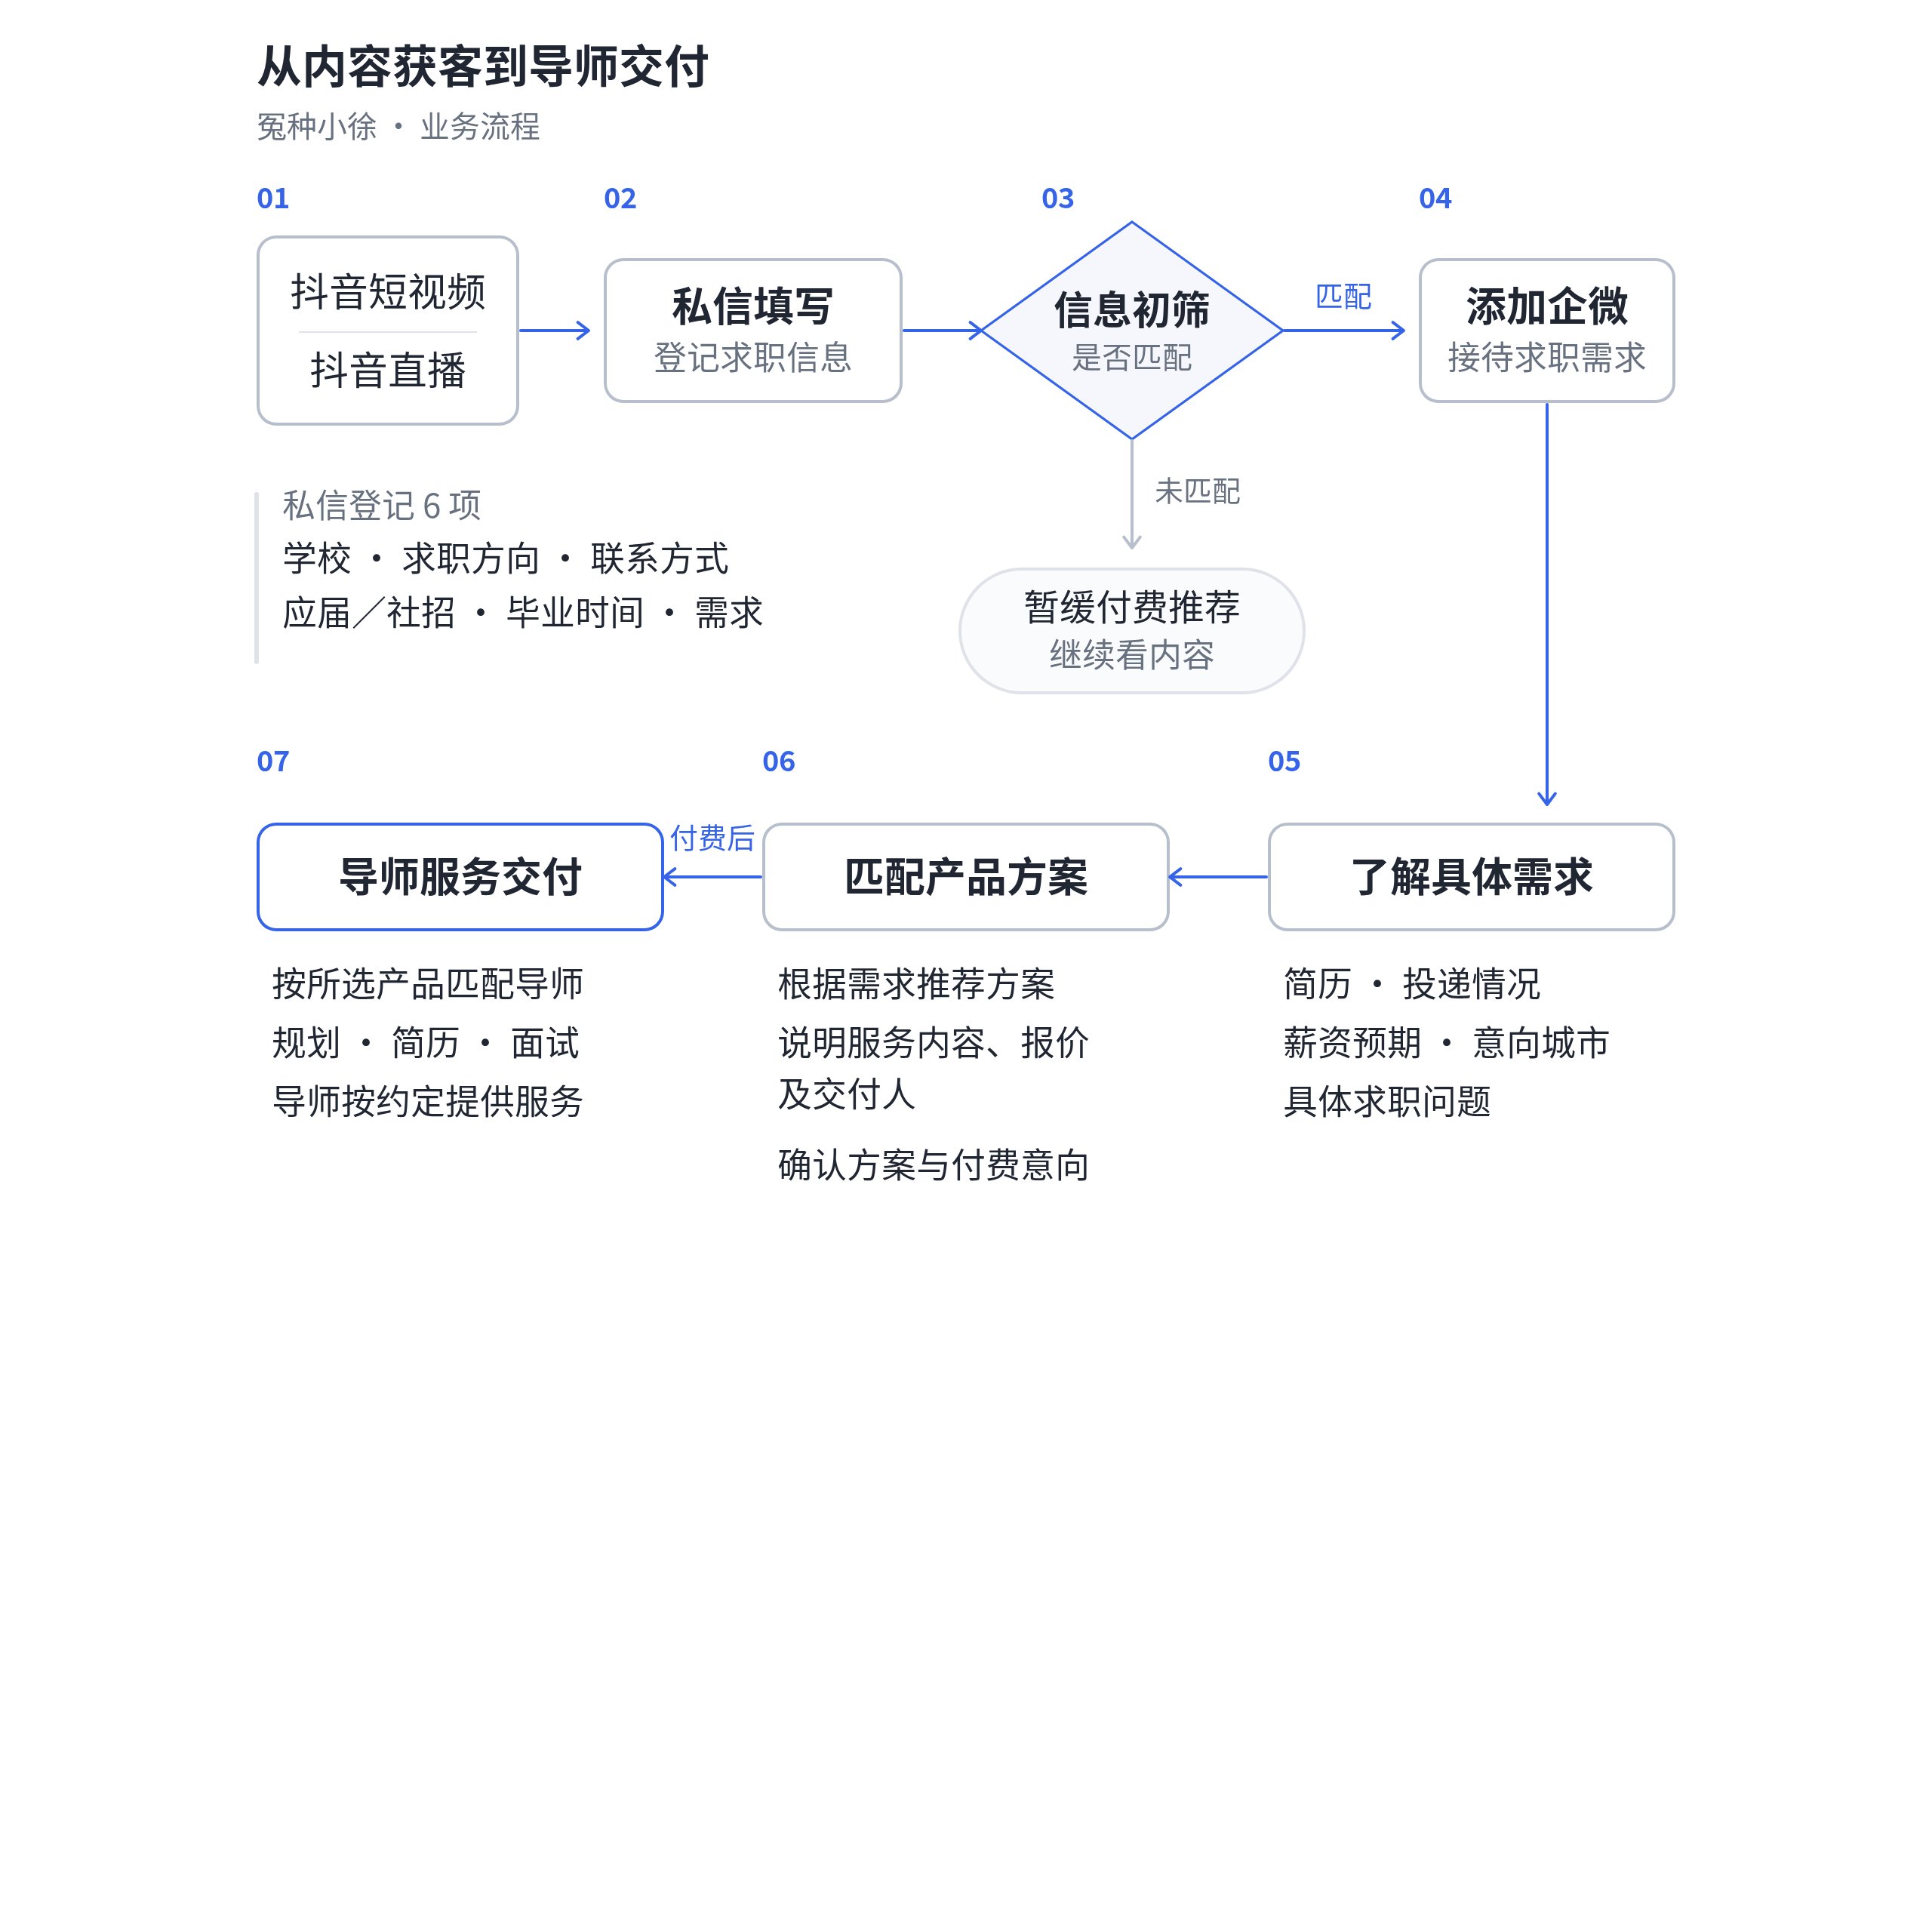 从内容获客到导师交付
冤种小徐 · 业务流程
01
02
03
04
抖音短视频
抖音直播
私信填写
登记求职信息
信息初筛
是否匹配
匹配
添加企微
接待求职需求
未匹配
私信登记 6 项
学校 · 求职方向 · 联系方式
应届／社招 · 毕业时间 · 需求
暂缓付费推荐
继续看内容
07
06
05
导师服务交付
付费后
匹配产品方案
了解具体需求
按所选产品匹配导师
规划 · 简历 · 面试
导师按约定提供服务
根据需求推荐方案
说明服务内容、报价
及交付人
确认方案与付费意向
简历 · 投递情况
薪资预期 · 意向城市
具体求职问题